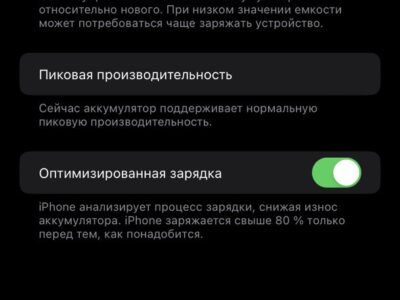 относительно нового. При низком значении емкости
может потребоваться чаще заряжать устройство.
Пиковая производительность
Сейчас аккумулятор поддерживает нормальную
пиковую производительность.
Оптимизированная зарядка
iPhone анализирует процесс зарядки, снижая износ
аккумулятора. iPhone заряжается свыше 80 % только
перед тем, как понадобится.